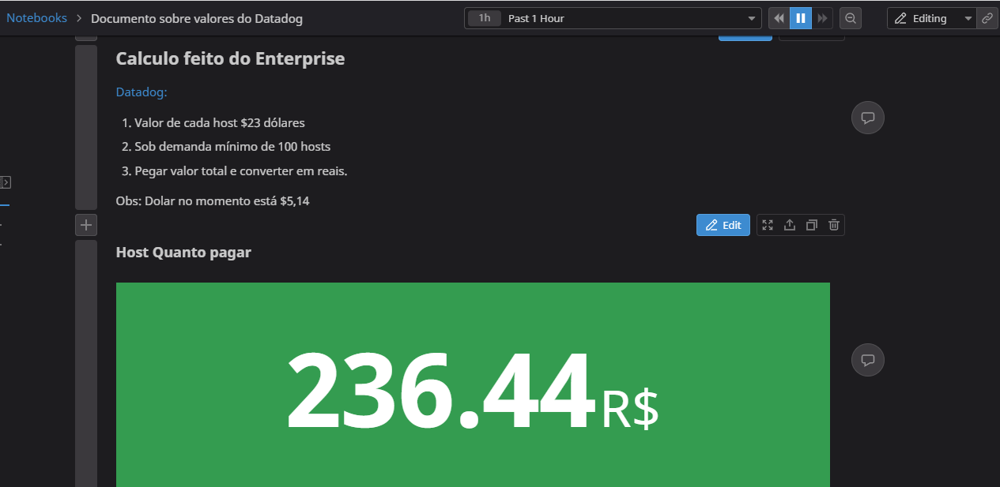 Notebooks > Documento sobre valores do Datadog
1h Past 1 Hour
Editing
Calculo feito do Enterprise
Datadog:
1. Valor de cada host $23 dólares
2. Sob demanda mínimo de 100 hosts
3. Pegar valor total e converter em reais.
Obs: Dolar no momento está $5,14
Edit
Host Quanto pagar
236.44 R$